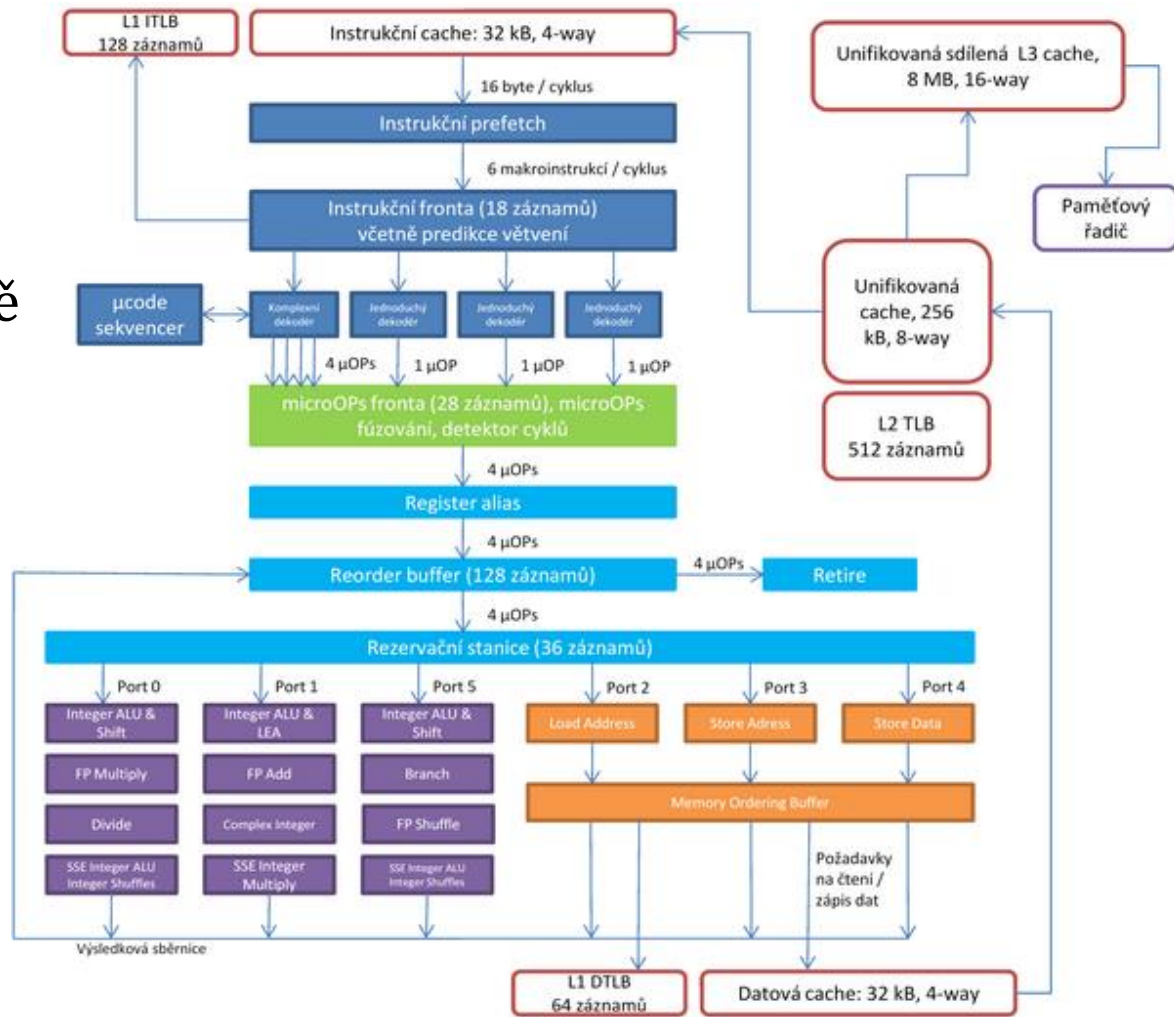 L1 ITLB
128 záznamů
Instrukční cache: 32 kB, 4-way
Unifikovaná sdílená L3 cache,
8 MB, 16-way
16 byte / cyklus
Instrukční prefetch
6 makroinstrukcí / cyklus
Paměťový
řadič
Instrukční fronta (18 záznamů)
včetně predikce větvení
ě
µcode
sekvencer
Komplexní
dekodér
Jednoduchý
dekodér
Jednoduchý
dekodér
Jednoduchý
dekodér
Unifikovaná
cache, 256
kB, 8-way
4 µOPs
1 µOP
1 µOP
1 µOP
microOPs fronta (28 záznamů), microOPs
fúzování, detektor cyklů
L2 TLB
512 záznamů
4 µOPs
Register alias
4 µOPs
Reorder buffer (128 záznamů)
4 µOPs
Retire
4 µOPs
Rezervační stanice (36 záznamů)
Port 0
Port 1
Port 5
Port 2
Port 3
Port 4
Integer ALU &
Shift
Integer ALU &
LEA
Integer ALU &
Shift
Load Address
Store Adress
Store Data
FP Multiply
FP Add
Branch
Memory Ordering Buffer
Divide
Complex Integer
FP Shuffle
SSE Integer ALU
Integer Shuffles
SSE Integer
Multiply
SSE Integer ALU
Integer Shuffles
Požadavky
na čtení /
zápis dat
Výsledková sběrnice
L1 DTLB
64 záznamů
Datová cache: 32 kB, 4-way